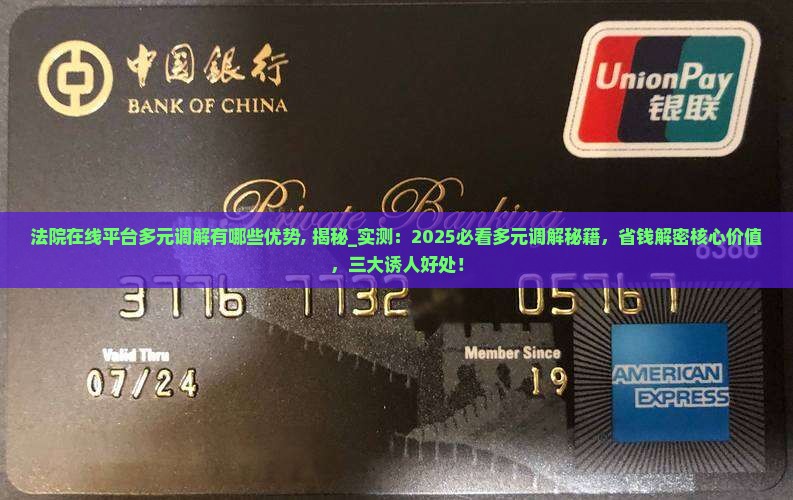 中国银行
BANK OF CHINA
UnionPay
银联
Private Banking
法院在线平台多元调解有哪些优势, 揭秘_实测：2025必看多元调解秘籍，省钱解密核心价值
，三大诱人好处！
Valid Thru
07/24
Member Since
19
AMERICAN
EXPRESS